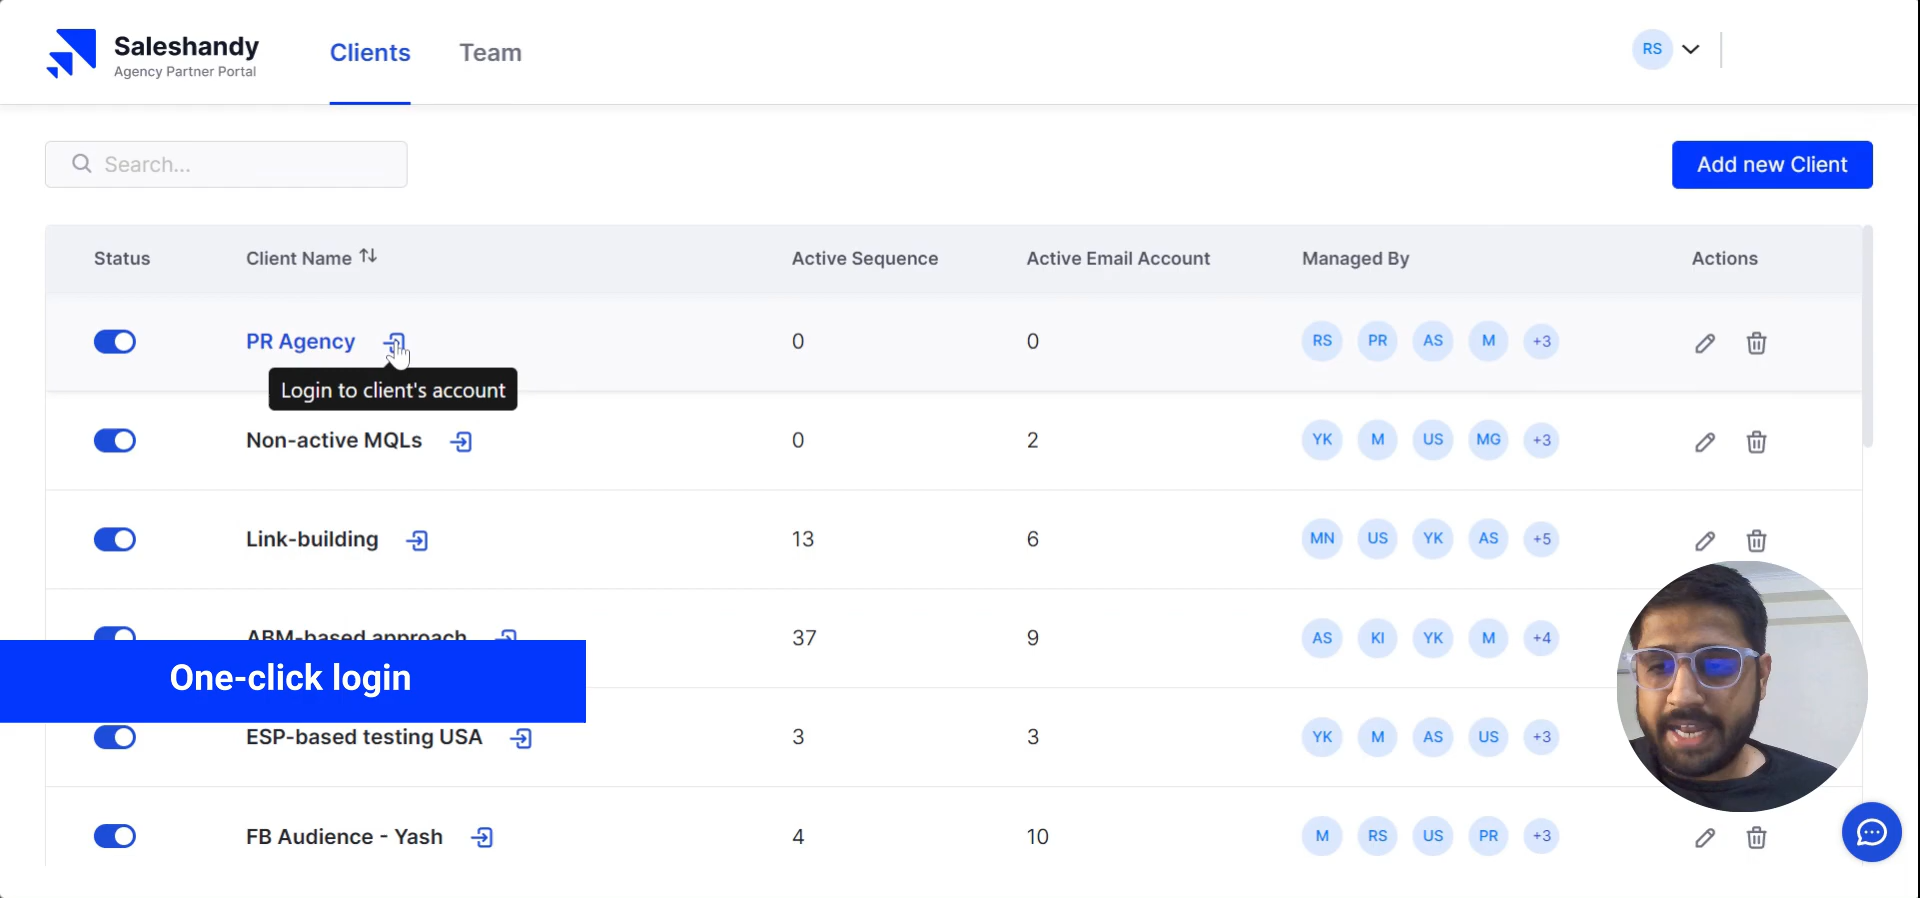 Saleshandy
Agency Partner Portal
Clients
Team
RS
Search...
Add new Client
Status
Client Name
Active Sequence
Active Email Account
Managed By
Actions
PR Agency
0
0
RS PR AS M +3
Login to client's account
Non-active MQLs
0
2
YK M US MG +3
Link-building
13
6
MN US YK AS +5
ABM-based approach
37
9
AS KI YK M +4
One-click login
ESP-based testing USA
3
3
YK M AS US +3
FB Audience - Yash
4
10
M RS US PR +3